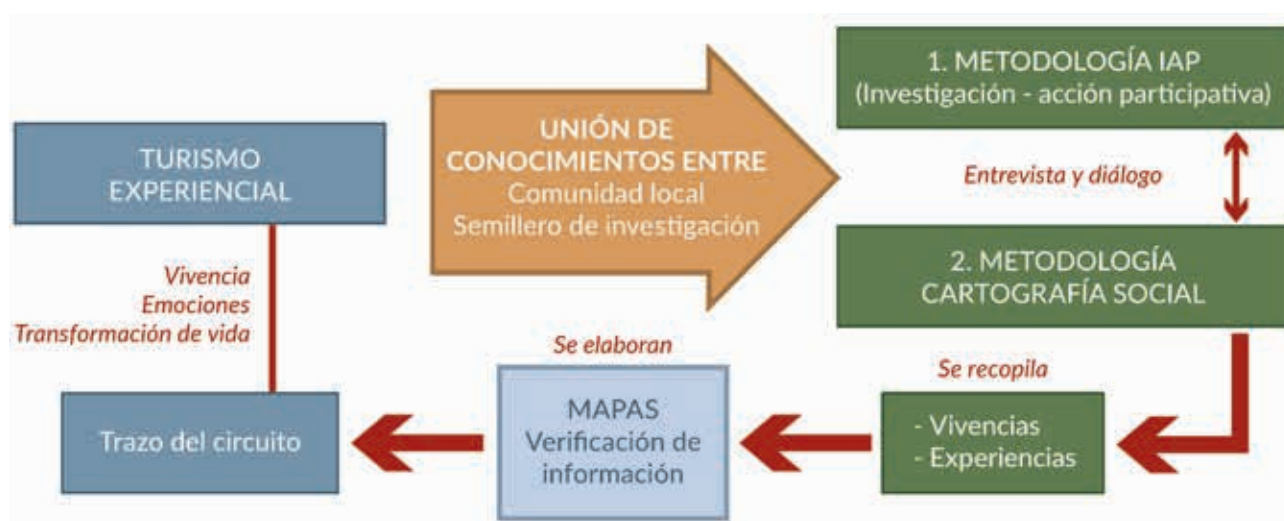 TURISMO
EXPERIENCIAL
Vivencia
Emociones
Transformación de vida
Trazo del circuito
UNIÓN DE
CONOCIMIENTOS ENTRE
Comunidad local
Semillero de investigación
1. METODOLOGÍA IAP
(Investigación - acción participativa)
Entrevista y diálogo
2. METODOLOGÍA
CARTOGRAFÍA SOCIAL
Se recopila
- Vivencias
- Experiencias
Se elaboran
MAPAS
Verificación de
información